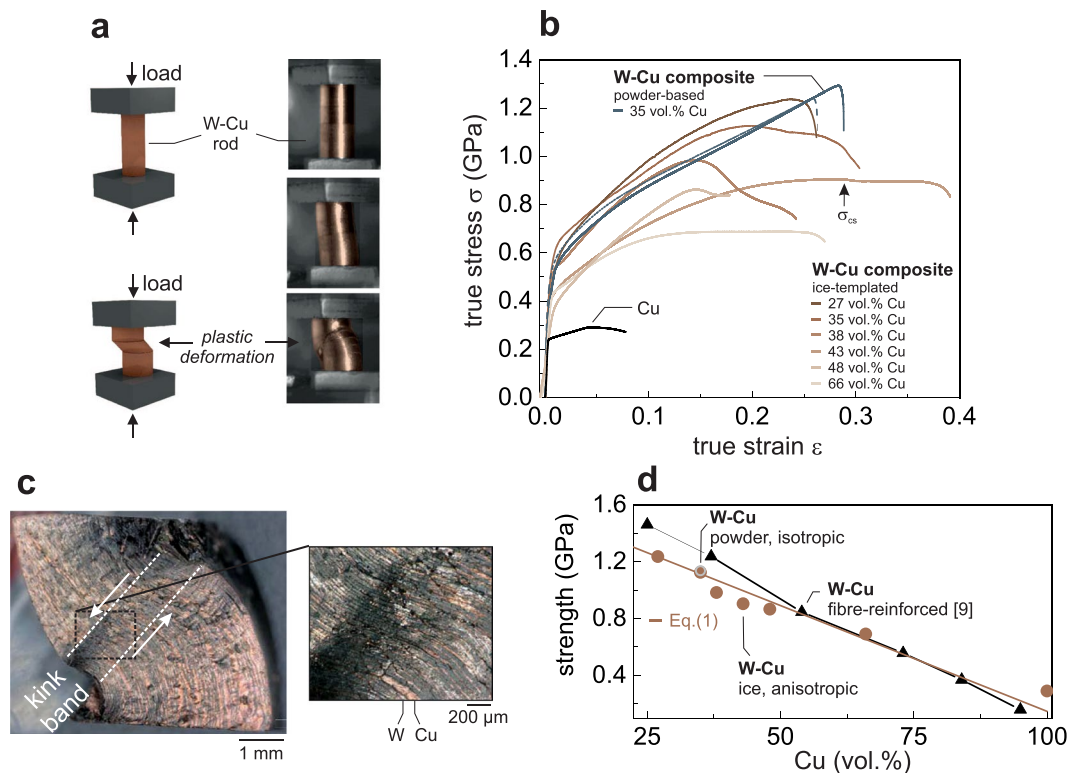 a
load
W-Cu
rod
load
plastic
deformation
b
true stress σ (GPa)
1.4
1.2
1.0
0.8
0.6
0.4
0.2
0.0
0.0
0.1
0.2
0.3
0.4
true strain ε
W-Cu composite
powder-based
35 vol.% Cu
σcs
Cu
W-Cu composite
ice-templated
27 vol.% Cu
35 vol.% Cu
38 vol.% Cu
43 vol.% Cu
48 vol.% Cu
66 vol.% Cu
c
kink
band
1 mm
W Cu
200 µm
d
strength (GPa)
1.6
1.2
0.8
0.4
25
50
75
100
Cu (vol.%)
W-Cu
powder, isotropic
W-Cu
fibre-reinforced [9]
Eq.(1)
W-Cu
ice, anisotropic